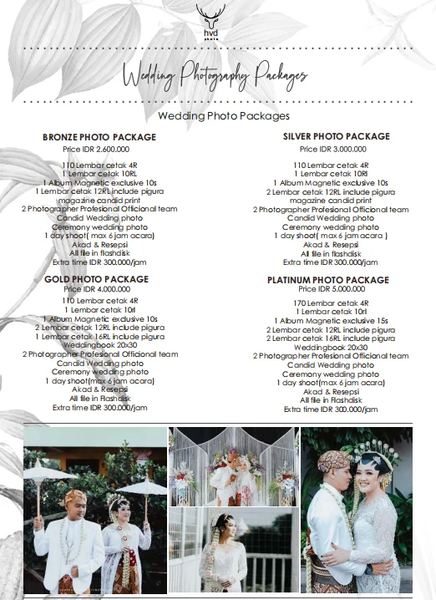 hvd
photo
Wedding Photography Packages
Wedding Photo Packages
BRONZE PHOTO PACKAGE
Price IDR 2.600.000
110 Lembar cetak 4R
1 Lembar cetak 10RL
1 Album Magnetic exclusive 10s
1 Lembar cetak 12RL include pigura
magazine candid print
2 Photographer Profesional Officional team
Candid Wedding photo
Ceremony wedding photo
1 day shoot( max 6 jam acara)
Akad & Resepsi
All file in flashdisk
Extra time IDR 300.000/jam
SILVER PHOTO PACKAGE
Price IDR 3.000.000
110 Lembar cetak 4R
1 Lembar cetak 10Rl
1 Album Magnetic exclusive 10s
2 Lembar cetak 12RL include pigura
magazine candid print
2 Photographer Profesional Officional team
Candid Wedding photo
Ceremony wedding photo
1 day shoot( max 6 jam acara )
Akad & Resepsi
All file in flashdisk
Extra time IDR 300.000/jam
GOLD PHOTO PACKAGE
Price IDR 4.000.000
110 Lembar cetak 4R
1 Lembar cetak 10rl
1 Album Magnetic exclusive 10s
2 Lembar cetak 12RL include pigura
1 Lembar cetak 16RL include pigura
Weddingbook 20x30
2 Photographer Profesional Officional team
Candid Wedding photo
Ceremony wedding photo
1 day shoot(max 6 jam acara)
Akad & Resepsi
All file in Flashdisk
Extra time IDR 300.000/jam
PLATINUM PHOTO PACKAGE
Price IDR 5.000.000
170 Lembar cetak 4R
1 Lembar cetak 10rl
1 Album Magnetic exclusive 15s
2 Lembar cetak 12RL include pigura
2 Lembar cetak 16RL include pigura
Weddingbook 20x30
2 Photographer Profesional Officional team
Candid Wedding photo
Ceremony wedding photo
1 day shoot(max 6 jam acara)
Akad & Resepsi
All file in Flashdisk
Extra time IDR 300.000/jam